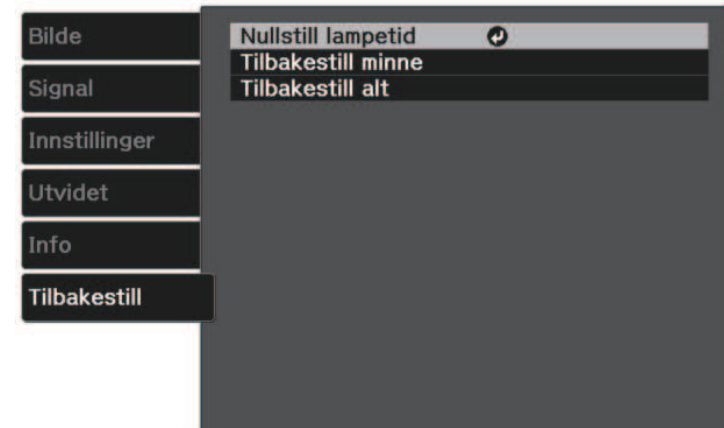 Bilde
Signal
Innstillinger
Utvidet
Info
Tilbakestill
Nullstill lampetid
Tilbakestill minne
Tilbakestill alt